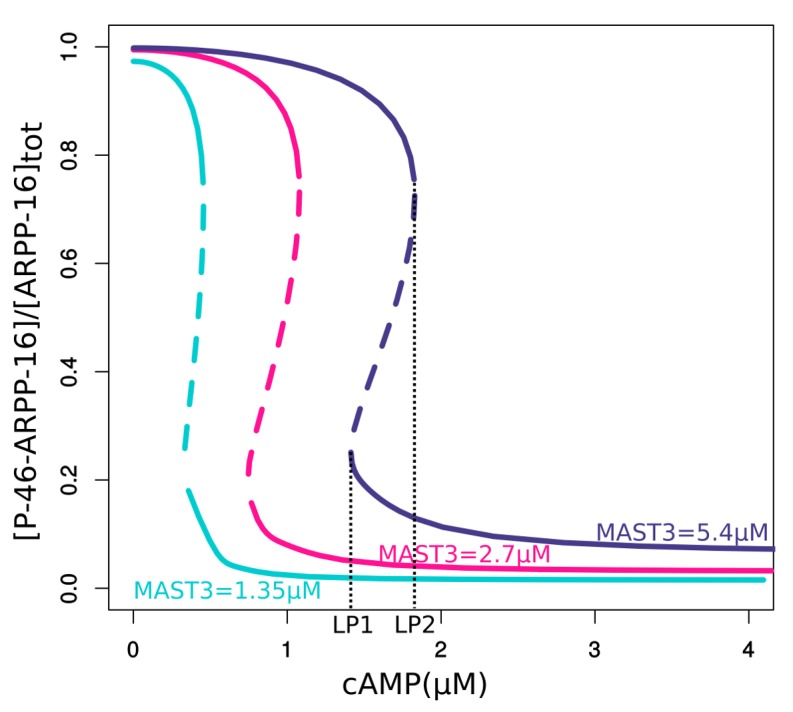 [P-46-ARPP-16]/[ARPP-16]tot
1.0
0.8
0.6
0.4
0.2
0.0
MAST3=5.4μM
MAST3=2.7μM
MAST3=1.35μM
LP1 LP2
0 1 2 3 4
cAMP(μM)